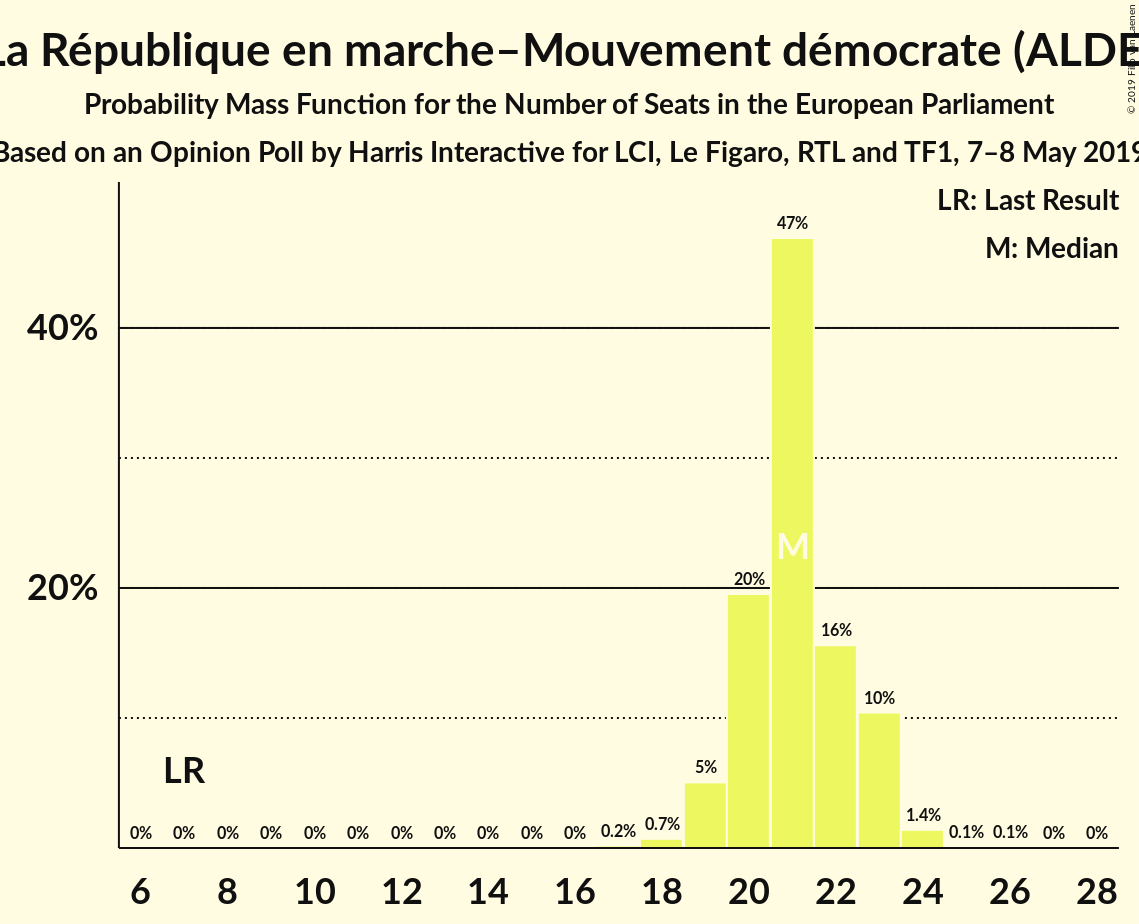 La République en marche–Mouvement démocrate (ALDE
Probability Mass Function for the Number of Seats in the European Parliament
Based on an Opinion Poll by Harris Interactive for LCI, Le Figaro, RTL and TF1, 7–8 May 2019
© 2019
LR: Last Result
M: Median
47%
40%
M
20%
20%
16%
10%
LR
5%
0% 0% 0% 0% 0% 0% 0% 0% 0% 0% 0% 0.2% 0.7% 1.4% 0.1% 0.1% 0% 0%
6 8 10 12 14 16 18 20 22 24 26 28